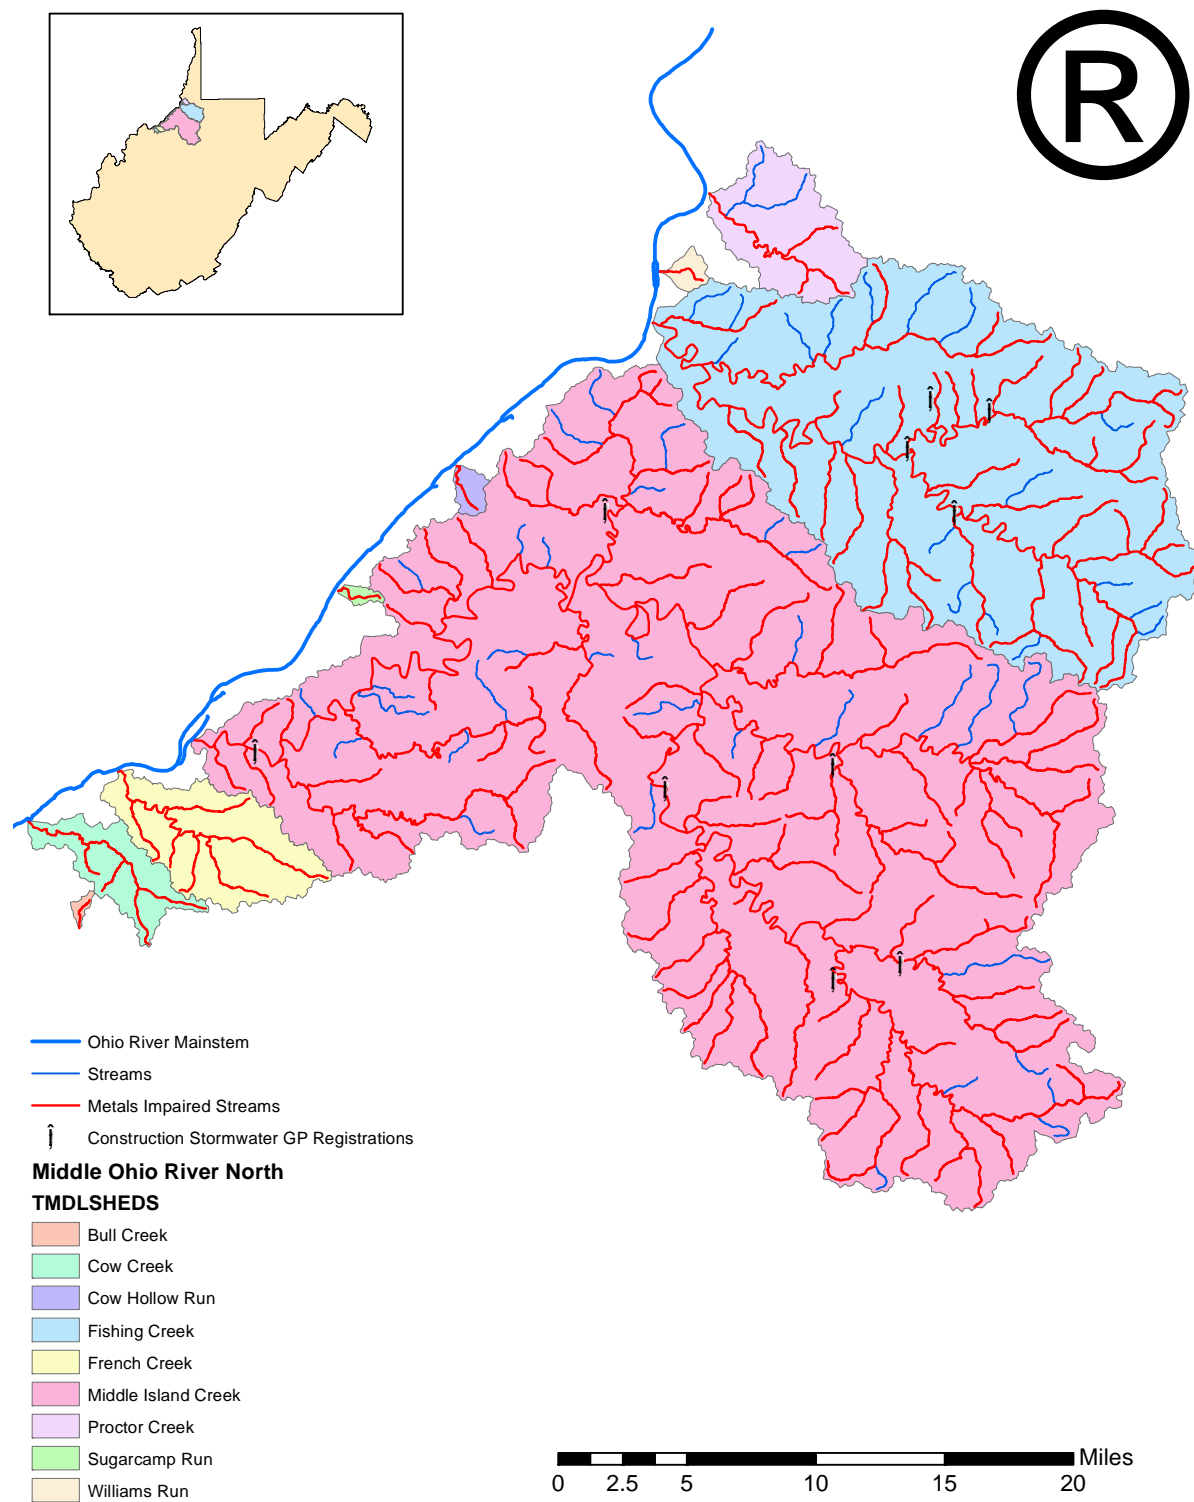 R
Ohio River Mainstem
Streams
Metals Impaired Streams
Construction Stormwater GP Registrations
Middle Ohio River North
TMDLSHEDS
Bull Creek
Cow Creek
Cow Hollow Run
Fishing Creek
French Creek
Middle Island Creek
Proctor Creek
Sugarcamp Run
Williams Run
Miles
0 2.5 5 10 15 20